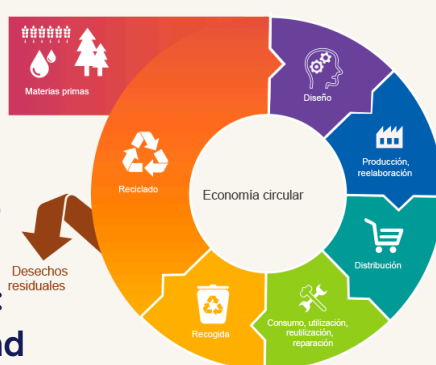 Materias primas
Diseño
Producción,
reelaboración
Distribución
Consumo, utilización,
reutilización,
reparación
Recogida
Reciclado
Economía circular
Desechos
residuales